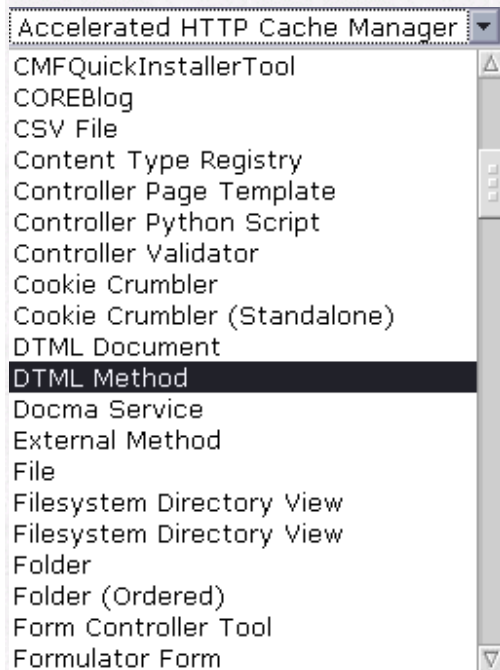 Accelerated HTTP Cache Manager
CMFQuickInstallerTool
COREBlog
CSV File
Content Type Registry
Controller Page Template
Controller Python Script
Controller Validator
Cookie Crumbler
Cookie Crumbler (Standalone)
DTML Document
DTML Method
Docma Service
External Method
File
Filesystem Directory View
Filesystem Directory View
Folder
Folder (Ordered)
Form Controller Tool
Formulator Form